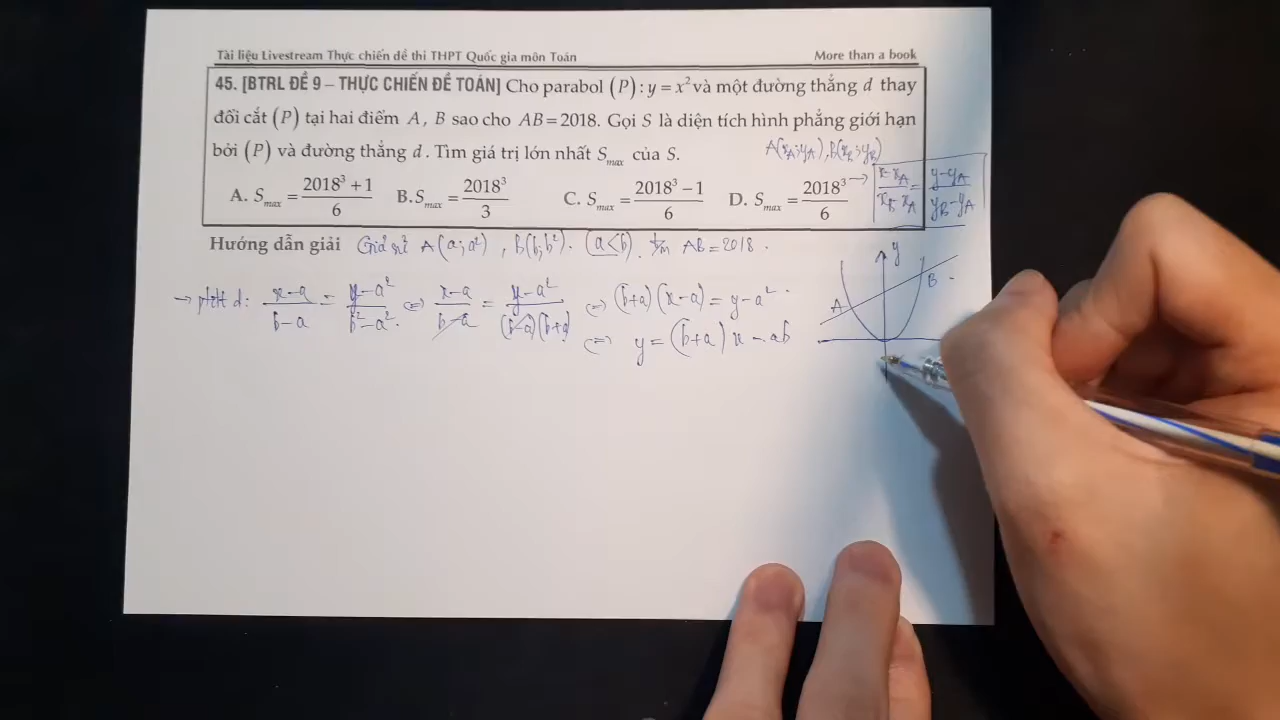 Tài liệu Livestream Thực chiến đề thi THPT Quốc gia môn Toán More than a book
45. [BTRL ĐỀ 9 – THỰC CHIẾN ĐỀ TOÁN] Cho parabol (P): y = x² và một đường thẳng d thay
đổi cắt (P) tại hai điểm A, B sao cho AB = 2018. Gọi S là diện tích hình phẳng giới hạn
bởi (P) và đường thẳng d. Tìm giá trị lớn nhất S_max của S. A(x_A; y_A), B(x_B; y_B)
A. S_max = (2018³ + 1)/6 B. S_max = 2018³/3 C. S_max = (2018³ − 1)/6 D. S_max = 2018³/6 → (x − x_A)/(x_B − x_A) = (y − y_A)/(y_B − y_A)
Hướng dẫn giải Giả sử A(a; a²), B(b; b²). (a < b). t/m AB = 2018.
→ ptđt d: (x − a)/(b − a) = (y − a²)/(b² − a²) ⇔ (x − a)/(b − a) = (y − a²)/((b − a)(b + a)) ⇔ (b + a)(x − a) = y − a²
⇔ y = (b + a)x − ab
y
A
B